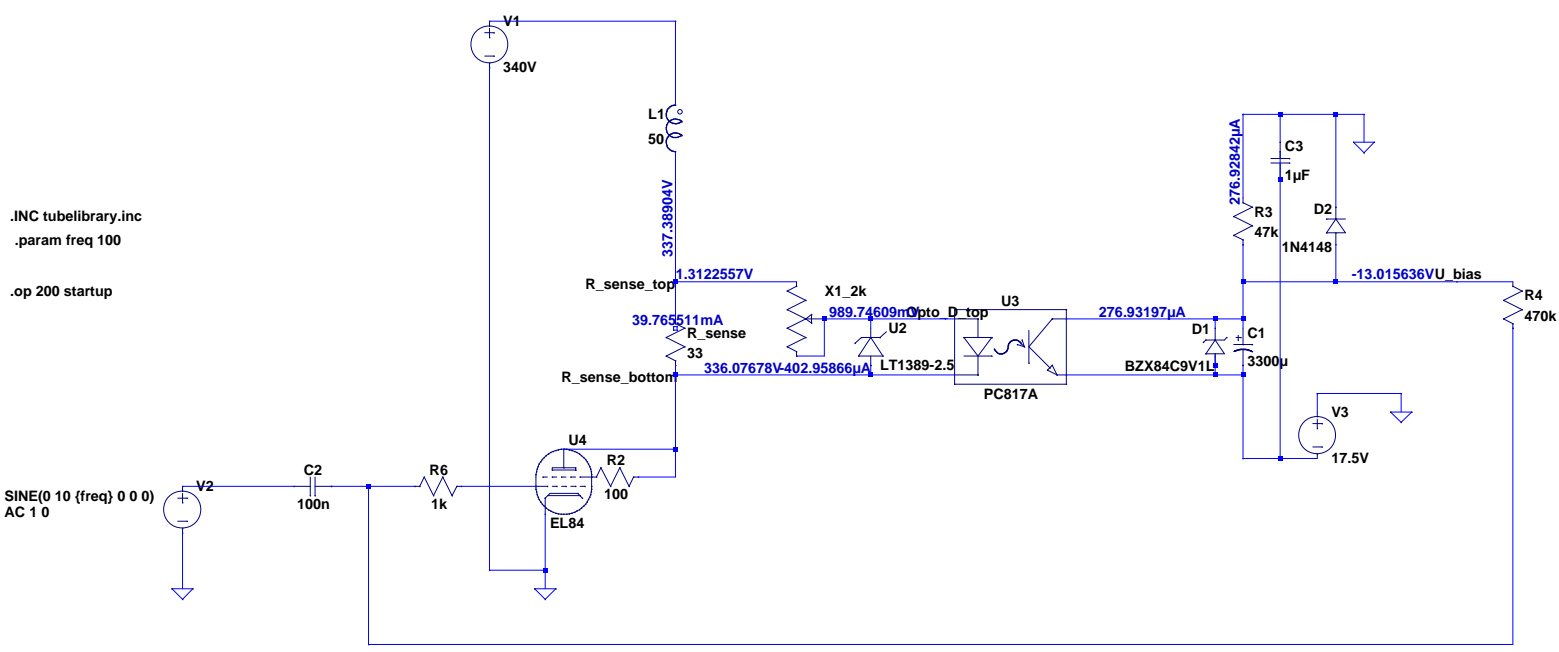 V1
+
−
340V
L1
50
337.38904V
276.92842µA
C3
1µF
R3
47k
D2
1N4148
.INC tubelibrary.inc
.param freq 100
.op 200 startup
R_sense_top
1.3122557V
X1_2k
U3
-13.015636V
U_bias
R4
470k
39.765511mA
R_sense
33
989.74609m
Opto_D_top
U2
LT1389-2.5
276.93197µA
D1
+
C1
3300µ
BZX84C9V1L
R_sense_bottom
336.07678V
-402.95866µA
PC817A
V3
+
−
17.5V
U4
R2
100
EL84
C2
100n
R6
1k
SINE(0 10 {freq} 0 0 0)
AC 1 0
V2
+
−